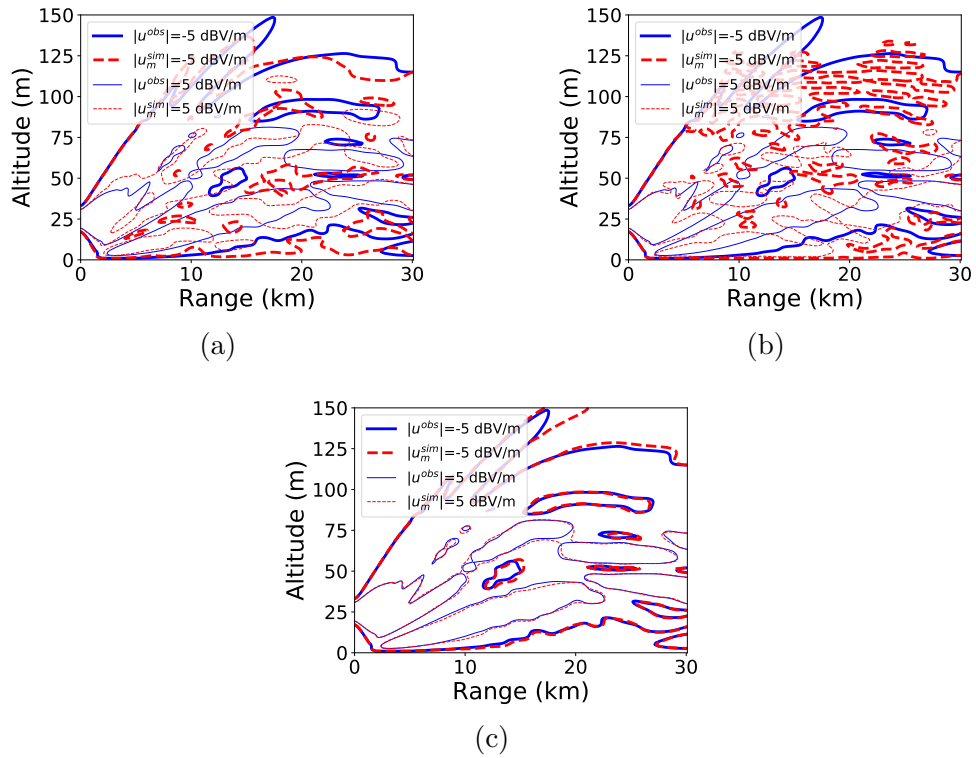 150
125
100
75
50
25
0
Altitude (m)
|u^obs|=-5 dBV/m
|u_m^sim|=-5 dBV/m
|u^obs|=5 dBV/m
|u_m^sim|=5 dBV/m
0 10 20 30
Range (km)
(a)
150
125
100
75
50
25
0
Altitude (m)
|u^obs|=-5 dBV/m
|u_m^sim|=-5 dBV/m
|u^obs|=5 dBV/m
|u_m^sim|=5 dBV/m
0 10 20 30
Range (km)
(b)
150
125
100
75
50
25
0
Altitude (m)
|u^obs|=-5 dBV/m
|u_m^sim|=-5 dBV/m
|u^obs|=5 dBV/m
|u_m^sim|=5 dBV/m
0 10 20 30
Range (km)
(c)